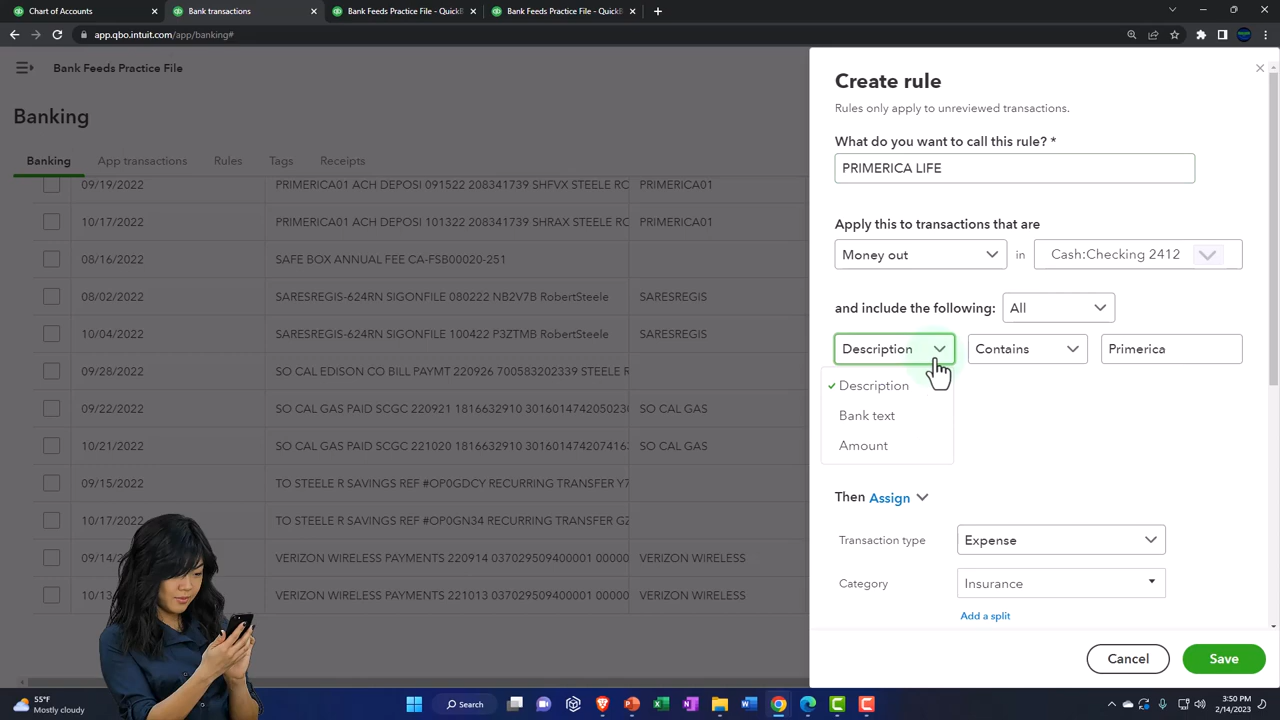 Chart of Accounts
Bank transactions
Bank Feeds Practice File - QuickB
Bank Feeds Practice File - QuickB
app.qbo.intuit.com/app/banking#
Bank Feeds Practice File
Banking
Banking App transactions Rules Tags Receipts
09/19/2022 PRIMERICA01 ACH DEPOSI 091522 208341739 SHFVX STEELE RO PRIMERICA01
10/17/2022 PRIMERICA01 ACH DEPOSI 101322 208341739 SHRAX STEELE RO PRIMERICA01
08/16/2022 SAFE BOX ANNUAL FEE CA-FSB00020-251
08/02/2022 SARESREGIS-624RN SIGONFILE 080222 NB2V7B RobertSteele SARESREGIS
10/04/2022 SARESREGIS-624RN SIGONFILE 100422 P3ZTMB RobertSteele SARESREGIS
09/28/2022 SO CAL EDISON CO BILL PAYMT 220926 700583202339 STEELE R
09/22/2022 SO CAL GAS PAID SCGC 220921 1816632910 3016014742050230 SO CAL GAS
10/21/2022 SO CAL GAS PAID SCGC 221020 1816632910 301601474207416 SO CAL GAS
09/15/2022 TO STEELE R SAVINGS REF #OP0GDCY RECURRING TRANSFER Y7
10/17/2022 TO STEELE R SAVINGS REF #OP0GN34 RECURRING TRANSFER GZ
09/14/ VERIZON WIRELESS PAYMENTS 220914 037029509400001 00000 VERIZON WIRELESS
10/13 VERIZON WIRELESS PAYMENTS 221013 037029509400001 00000 VERIZON WIRELESS
Create rule
Rules only apply to unreviewed transactions.
What do you want to call this rule? *
PRIMERICA LIFE
Apply this to transactions that are
Money out in Cash:Checking 2412
and include the following: All
Description Contains Primerica
Description
Bank text
Amount
Then Assign
Transaction type Expense
Category Insurance
Add a split
Cancel Save
55°F
Mostly cloudy
Search
3:50 PM
2/14/2023